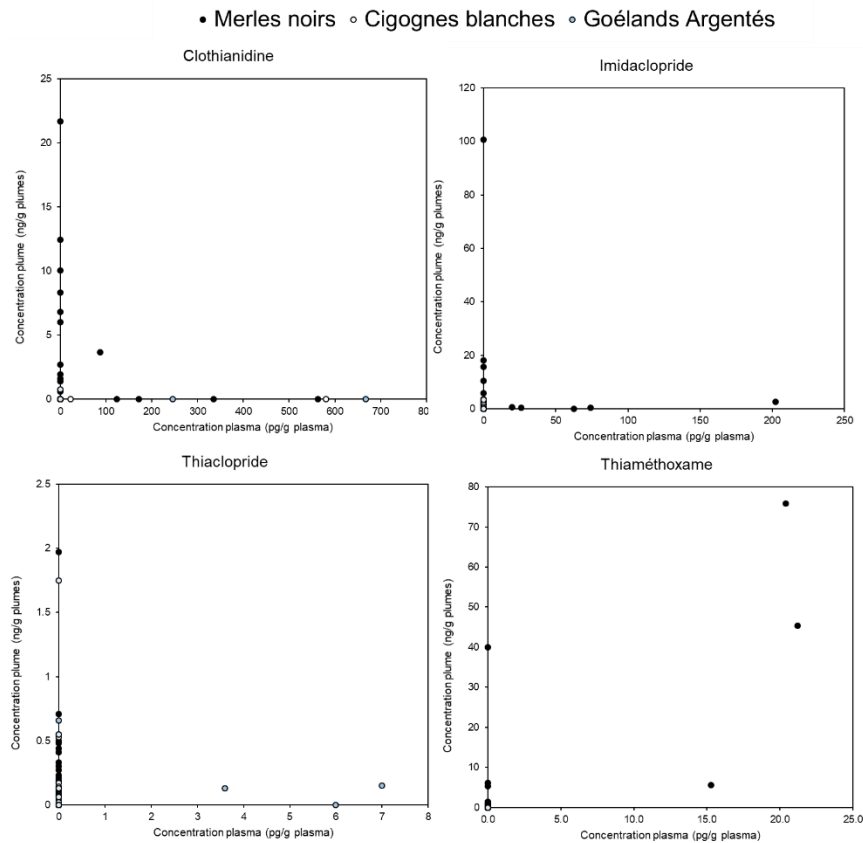 • Merles noirs ○ Cigognes blanches ● Goélands Argentés
Clothianidine
25
20
15
10
5
0
0 100 200 300 400 500 600 700 80
Concentration plume (ng/g plumes)
Concentration plasma (pg/g plasma)
Imidaclopride
120
100
80
60
40
20
0
0 50 100 150 200 250
Concentration plume (ng/g plumes)
Concentration plasma (pg/g plasma)
Thiaclopride
2.5
2
1.5
1
0.5
0
0 1 2 3 4 5 6 7 8
Concentration plume (ng/g plumes)
Concentration plasma (pg/g plasma)
Thiaméthoxame
80
70
60
50
40
30
20
10
0
0.0 5.0 10.0 15.0 20.0 25.0
Concentration plume (ng/g plumes)
Concentration plasma (pg/g plasma)